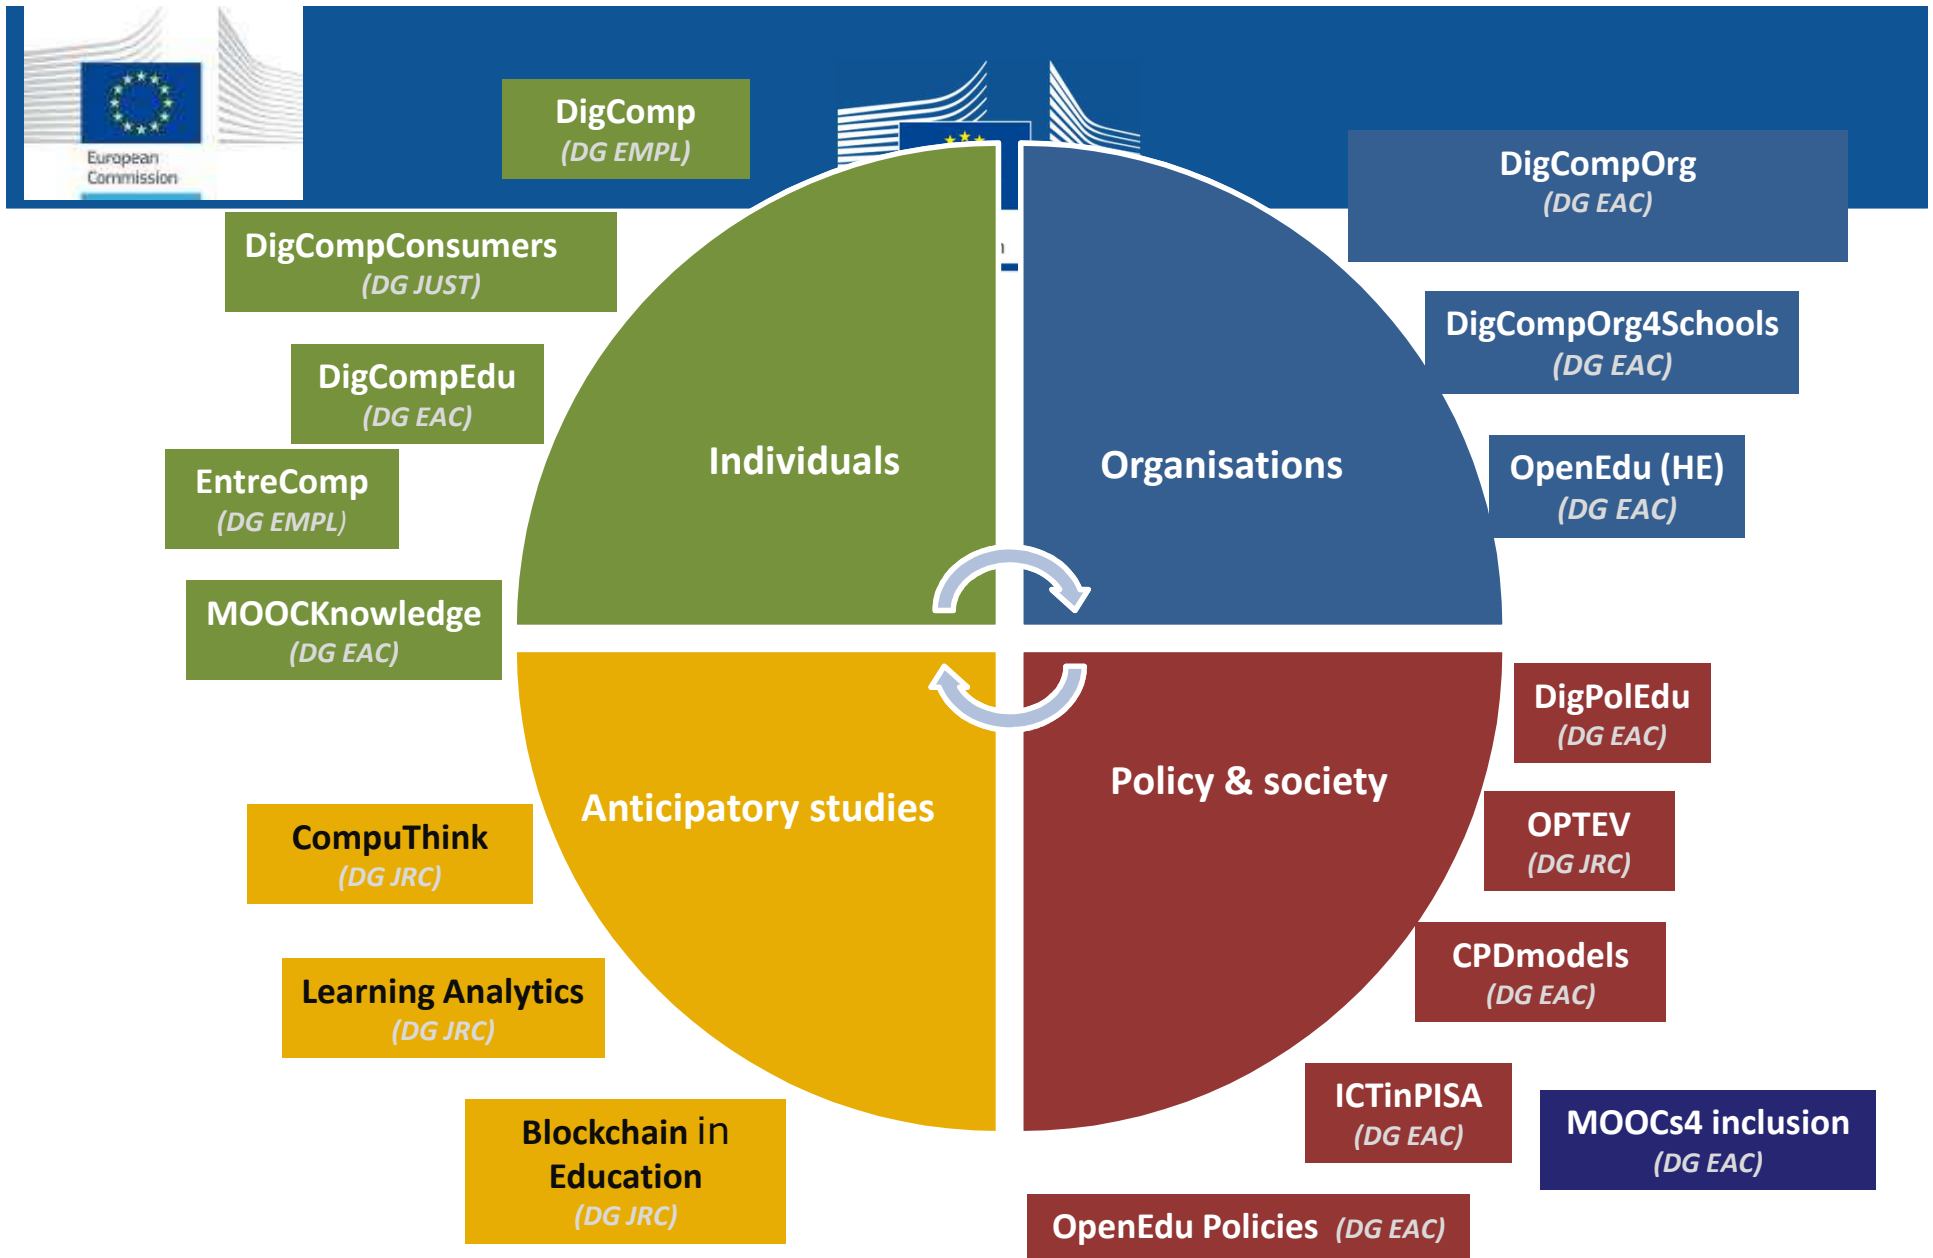 European
Commission
DigComp
(DG EMPL)
DigCompConsumers
(DG JUST)
DigCompEdu
(DG EAC)
EntreComp
(DG EMPL)
MOOCKnowledge
(DG EAC)
Individuals
Organisations
DigCompOrg
(DG EAC)
DigCompOrg4Schools
(DG EAC)
OpenEdu (HE)
(DG EAC)
Anticipatory studies
Policy & society
CompuThink
(DG JRC)
Learning Analytics
(DG JRC)
Blockchain in
Education
(DG JRC)
DigPolEdu
(DG EAC)
OPTEV
(DG JRC)
CPDmodels
(DG EAC)
ICTinPISA
(DG EAC)
MOOCs4 inclusion
(DG EAC)
OpenEdu Policies (DG EAC)